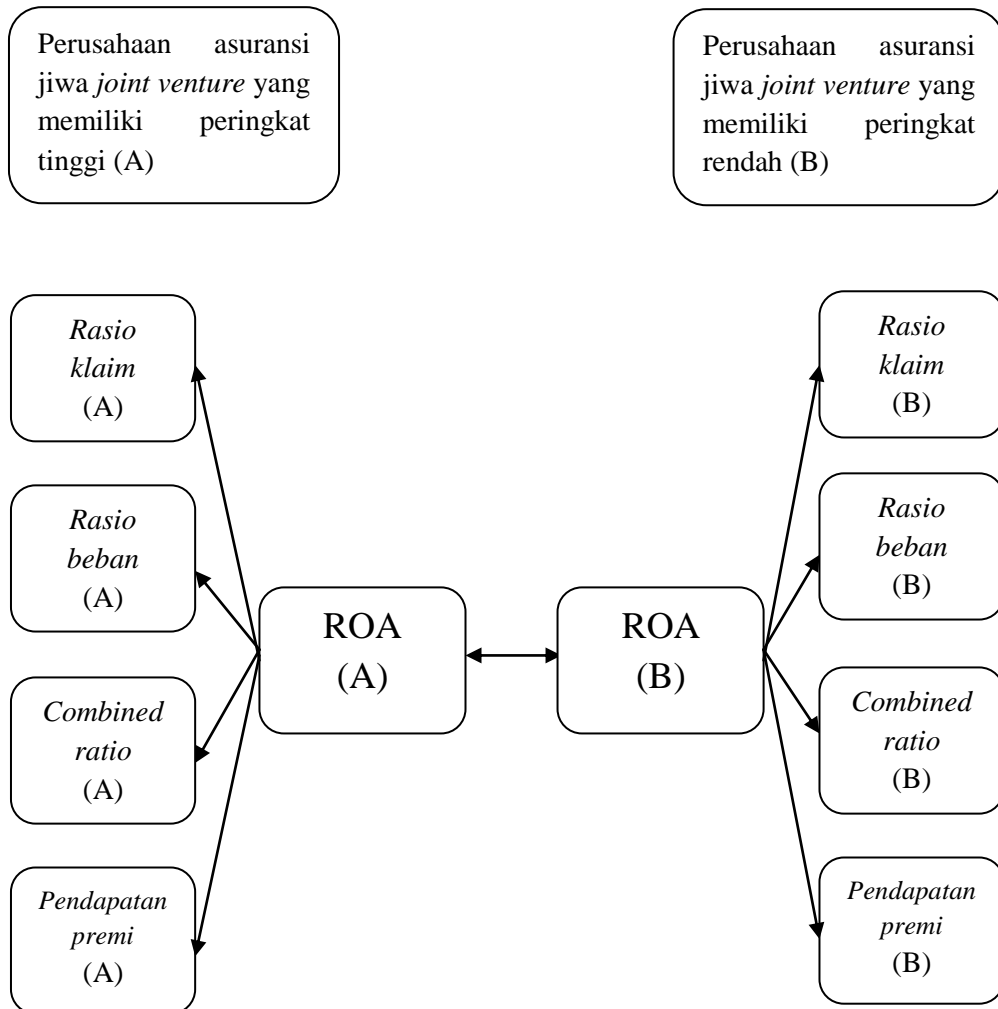 Perusahaan asuransi
jiwa joint venture yang
memiliki peringkat
tinggi (A)
Perusahaan asuransi
jiwa joint venture yang
memiliki peringkat
rendah (B)
Rasio
klaim
(A)
Rasio
beban
(A)
Combined
ratio
(A)
Pendapatan
premi
(A)
ROA
(A)
ROA
(B)
Rasio
klaim
(B)
Rasio
beban
(B)
Combined
ratio
(B)
Pendapatan
premi
(B)